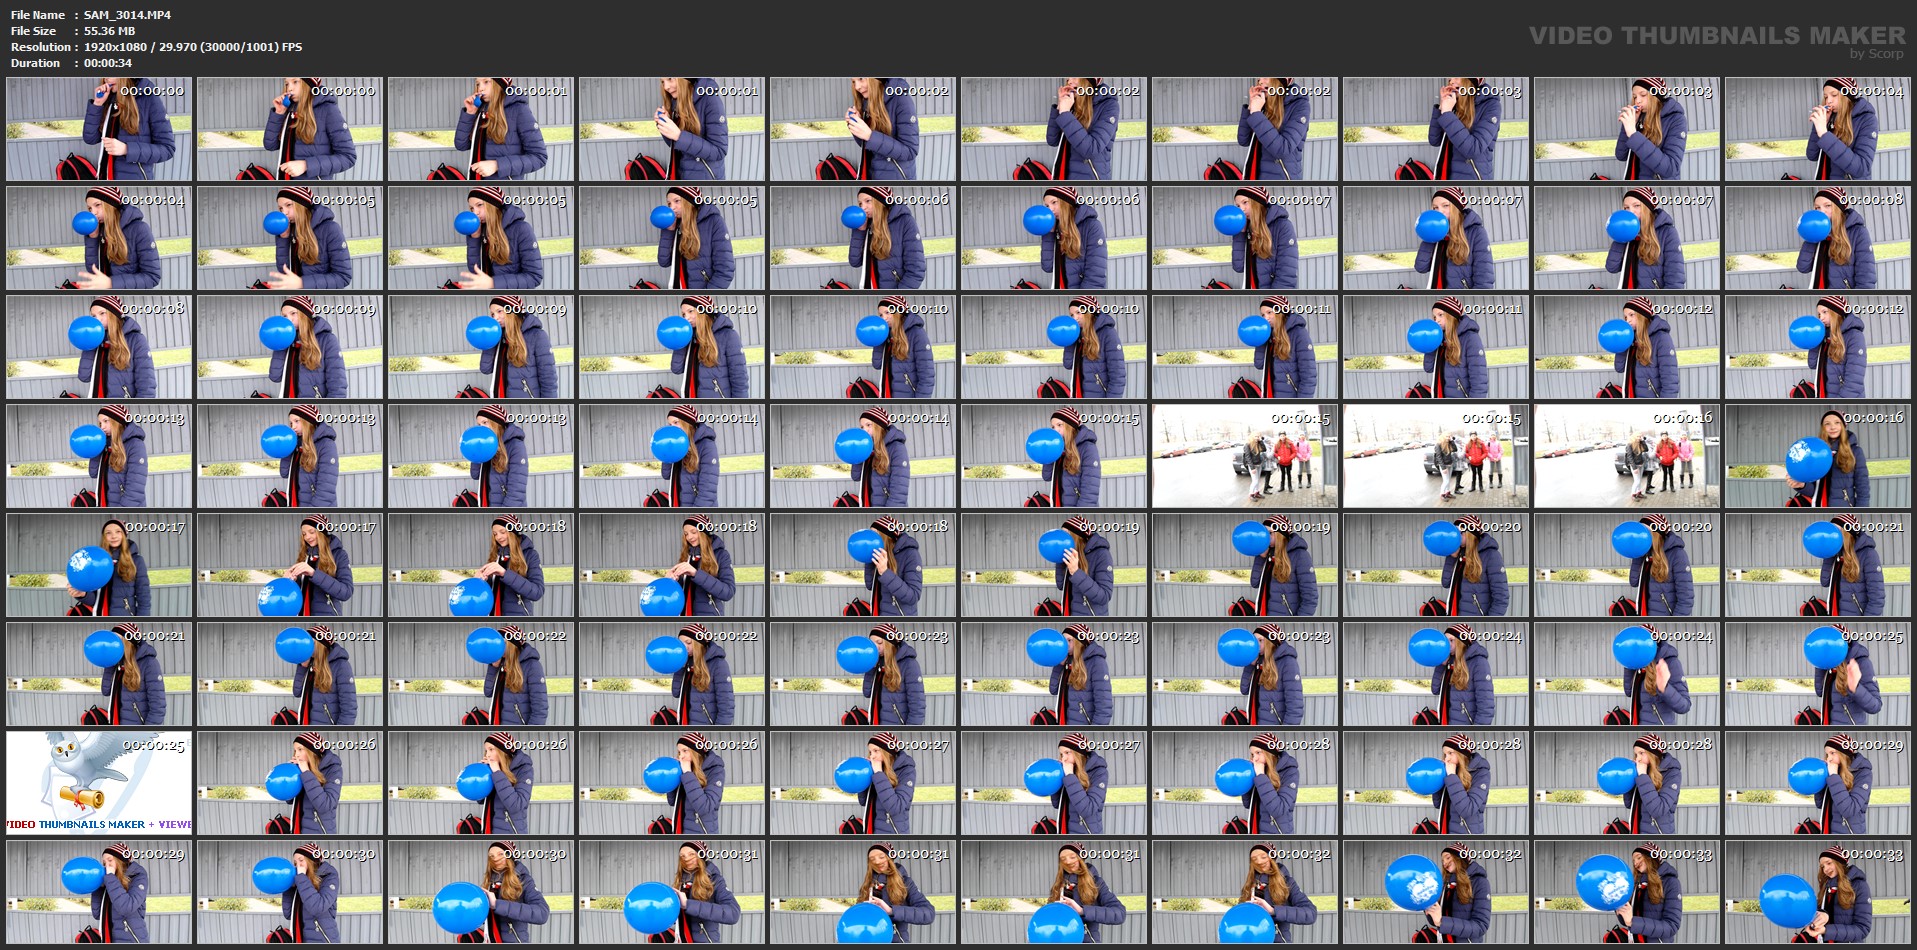 File Name : SAM_3014.MP4
File Size : 55.36 MB
Resolution : 1920x1080 / 29.970 (30000/1001) FPS
Duration : 00:00:34
VIDEO THUMBNAILS MAKER
by Scorp
00:00:00 00:00:00 00:00:01 00:00:01 00:00:02 00:00:02 00:00:02 00:00:03 00:00:03 00:00:04
00:00:04 00:00:05 00:00:05 00:00:05 00:00:06 00:00:06 00:00:07 00:00:07 00:00:07 00:00:08
00:00:08 00:00:09 00:00:09 00:00:10 00:00:10 00:00:10 00:00:11 00:00:11 00:00:12 00:00:12
00:00:13 00:00:13 00:00:13 00:00:14 00:00:14 00:00:15 00:00:15 00:00:15 00:00:16 00:00:16
00:00:17 00:00:17 00:00:18 00:00:18 00:00:18 00:00:19 00:00:19 00:00:20 00:00:20 00:00:21
00:00:21 00:00:21 00:00:22 00:00:22 00:00:23 00:00:23 00:00:23 00:00:24 00:00:24 00:00:25
00:00:25 00:00:26 00:00:26 00:00:26 00:00:27 00:00:27 00:00:28 00:00:28 00:00:28 00:00:29
VIDEO THUMBNAILS MAKER + VIEWE
00:00:29 00:00:30 00:00:30 00:00:31 00:00:31 00:00:31 00:00:32 00:00:32 00:00:33 00:00:33